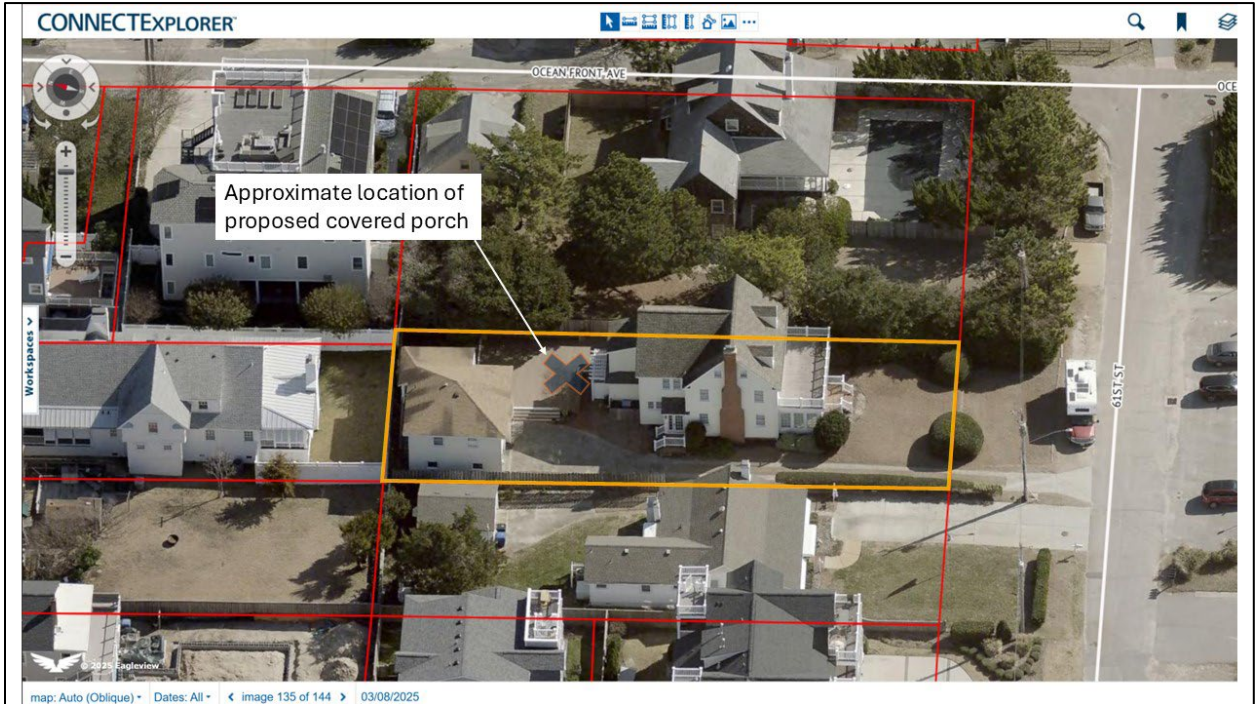 CONNECTEXPLORER™
OCEAN FRONT AVE
OCE
Approximate location of
proposed covered porch
Workspaces
61ST. ST
© 2025 Eagleview
map: Auto (Oblique) Dates: All < image 135 of 144 > 03/08/2025